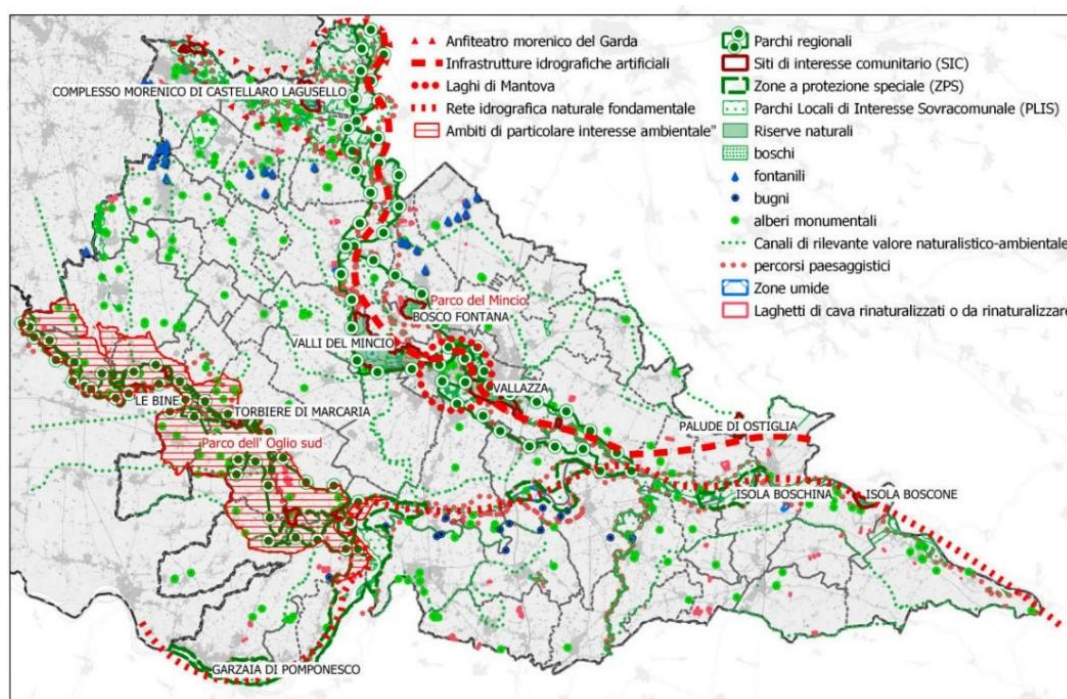 Anfiteatro morenico del Garda
Infrastrutture idrografiche artificiali
Laghi di Mantova
Rete idrografica naturale fondamentale
Ambiti di particolare interesse ambientale"
Parchi regionali
Siti di interesse comunitario (SIC)
Zone a protezione speciale (ZPS)
Parchi Locali di Interesse Sovracomunale (PLIS)
Riserve naturali
boschi
fontanili
bugni
alberi monumentali
Canali di rilevante valore naturalistico-ambientale
percorsi paesaggistici
Zone umide
Laghetti di cava rinaturalizzati o da rinaturalizzare
COMPLESSO MORENICO DI CASTELLARO LAGUSELLO
Parco del Mincio
BOSCO FONTANA
VALLI DEL MINCIO
VALLAZZA
LE BINE
TORBIERE DI MARCARIA
PALUDE DI OSTIGLIA
Parco dell' Oglio sud
ISOLA BOSCHINA
ISOLA BOSCONE
GARZAIA DI POMPONESCO